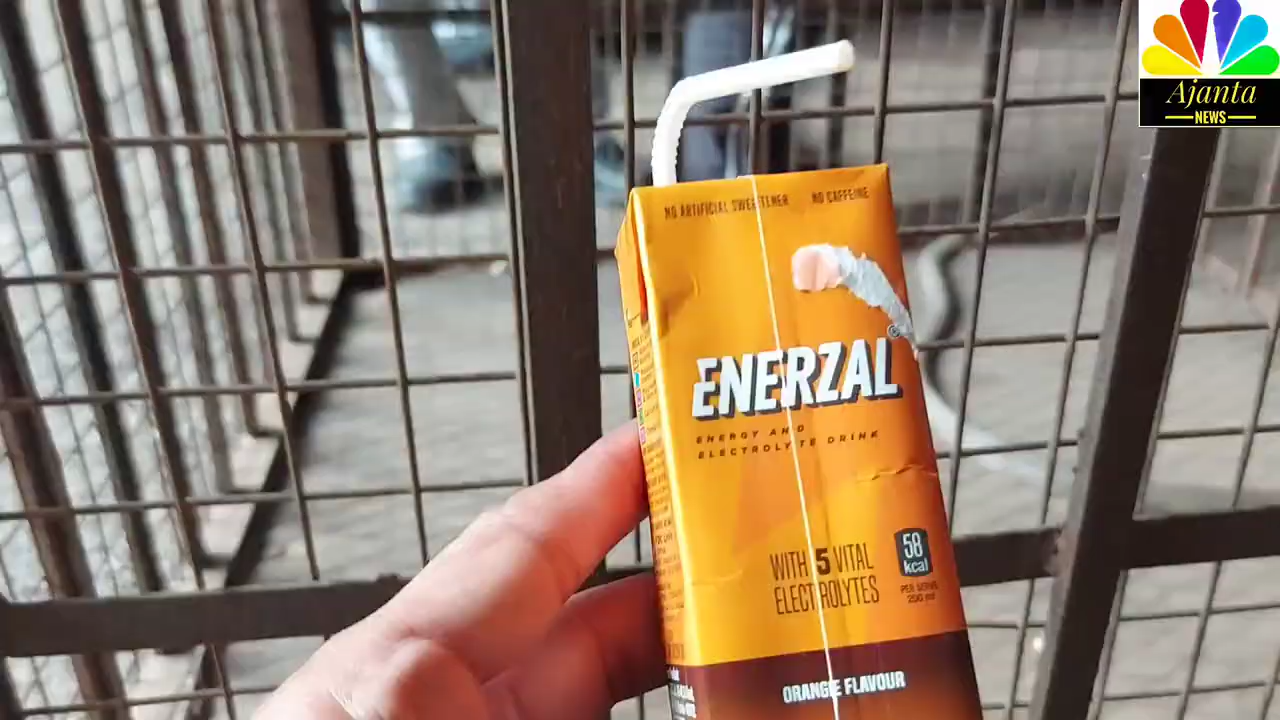 Ajanta
NEWS
NO ARTIFICIAL SWEETENER NO CAFFEINE
ENERZAL®
ENERGY AND
ELECTROLYTE DRINK
WITH 5 VITAL
ELECTROLYTES
58
kcal
PER SERVE
200 ml
ORANGE FLAVOUR